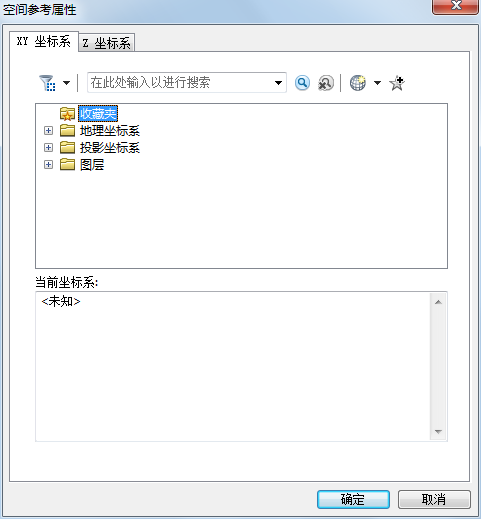 空间参考属性
XY 坐标系 Z 坐标系
在此处输入以进行搜索
收藏夹
地理坐标系
投影坐标系
图层
当前坐标系:
<未知>
确定 取消